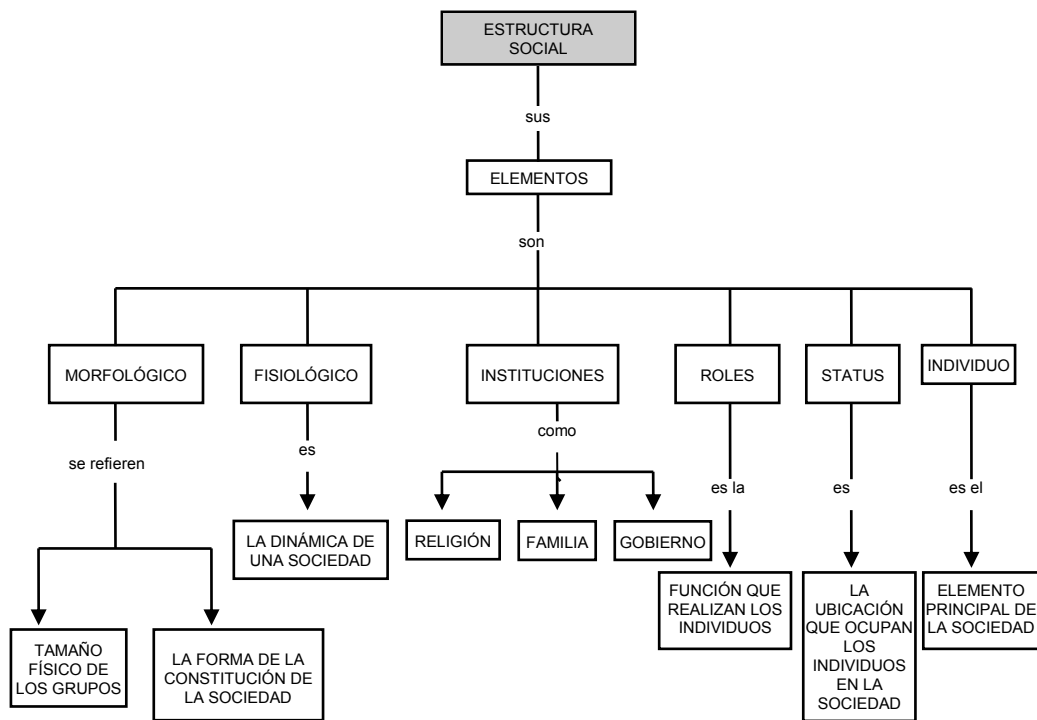 ESTRUCTURA
SOCIAL
sus
ELEMENTOS
son
MORFOLÓGICO
FISIOLÓGICO
INSTITUCIONES
ROLES
STATUS
INDIVIDUO
se refieren
es
como
es la
es
es el
LA DINÁMICA DE
UNA SOCIEDAD
RELIGIÓN
FAMILIA
GOBIERNO
TAMAÑO
FÍSICO DE
LOS GRUPOS
LA FORMA DE LA
CONSTITUCIÓN DE
LA SOCIEDAD
FUNCIÓN QUE
REALIZAN LOS
INDIVIDUOS
LA
UBICACIÓN
QUE OCUPAN
LOS
INDIVIDUOS
EN LA
SOCIEDAD
ELEMENTO
PRINCIPAL DE
LA SOCIEDAD